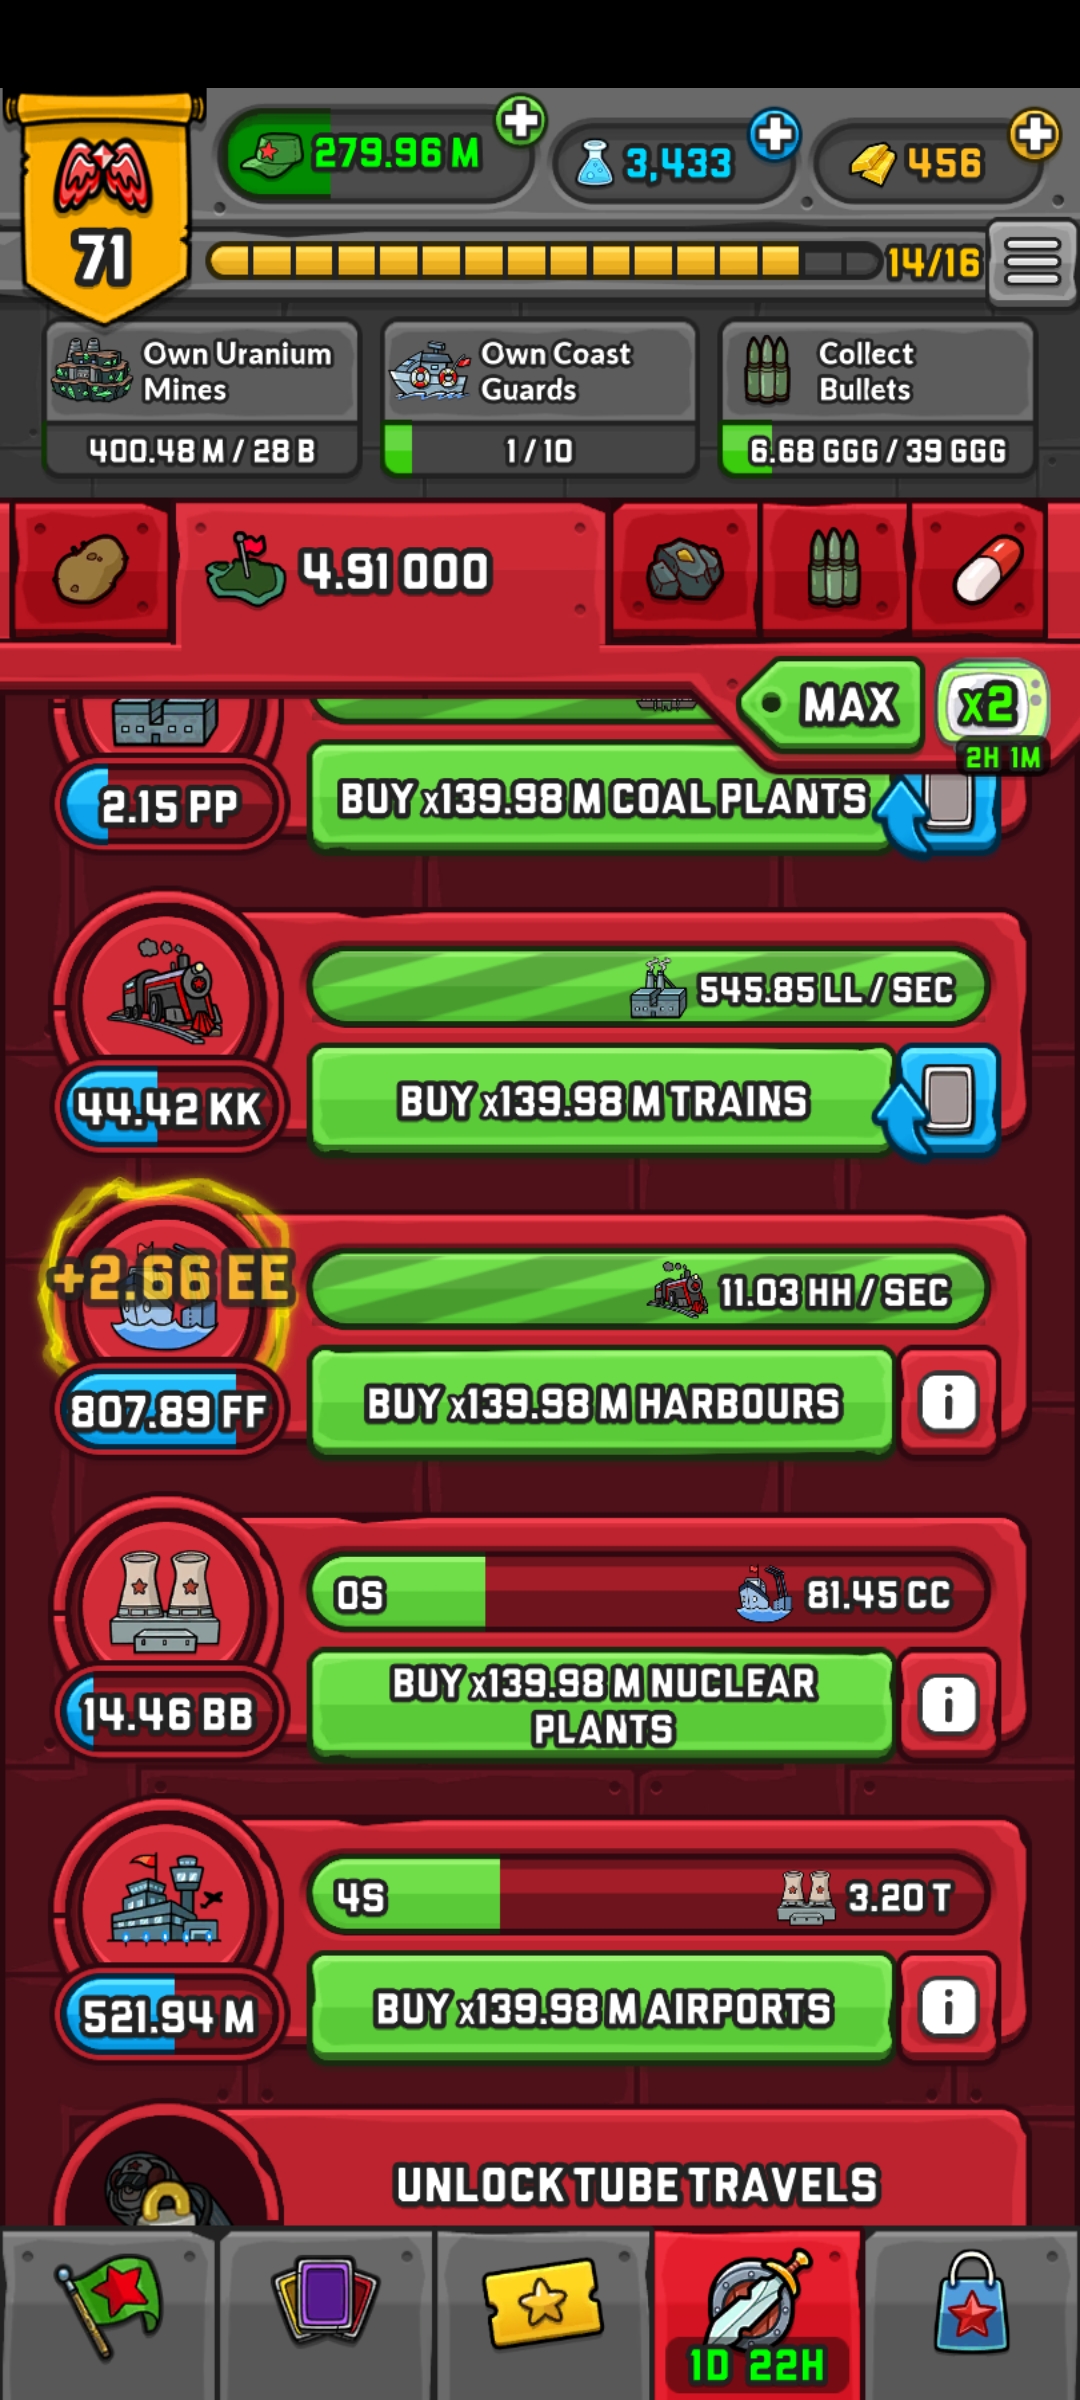 71
279.96 M
3,433
456
14/16
Own Uranium
Mines
400.48 M / 28 B
Own Coast
Guards
1 / 10
Collect
Bullets
6.68 GGG / 39 GGG
4.91 000
MAX
x2
2H 1M
2.15 PP
BUY x139.98 M COAL PLANTS
545.85 LL / SEC
44.42 KK
BUY x139.98 M TRAINS
+2.66 EE
11.03 HH / SEC
807.89 FF
BUY x139.98 M HARBOURS
i
0S
81.45 CC
14.46 BB
BUY x139.98 M NUCLEAR
PLANTS
i
4S
3.20 T
521.94 M
BUY x139.98 M AIRPORTS
i
UNLOCK TUBE TRAVELS
1D 22H